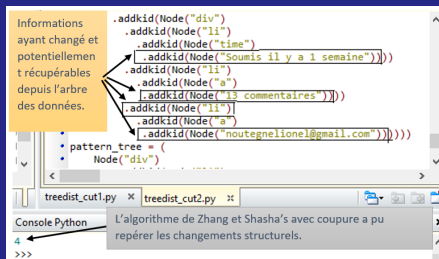 Informations
ayant changé et
potentiellemen
t récupérables
depuis l'arbre
des données.
.addkid(Node("div")
.addkid(Node("li")
.addkid(Node("time")
.addkid(Node("Soumis il y a 1 semaine"))))
.addkid(Node("li")
.addkid(Node("a")
.addkid(Node("13 commentaires"))))
.addkid(Node("li")
.addkid(Node("a")
.addkid(Node("noutegnelionel@gmail.com")))))
pattern_tree = (
Node("div")
treedist_cut1.py × treedist_cut2.py ×
Console Python
L'algorithme de Zhang et Shasha's avec coupure a pu
repérer les changements structurels.
4
>>>